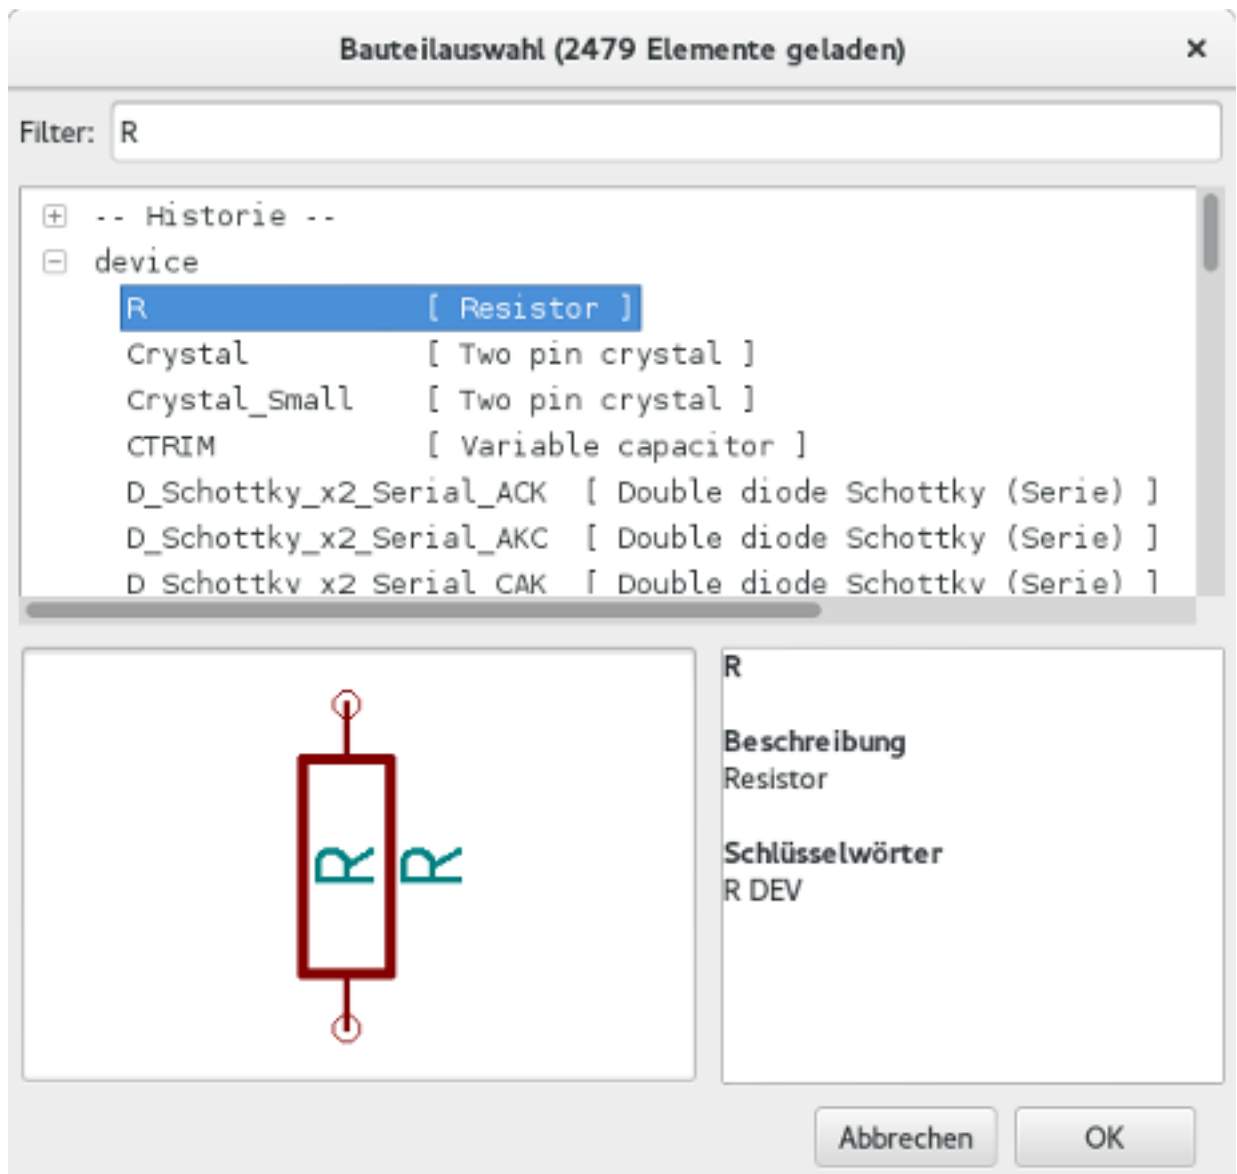 Bauteilauswahl (2479 Elemente geladen)
Filter: R
-- Historie --
device
R [ Resistor ]
Crystal [ Two pin crystal ]
Crystal_Small [ Two pin crystal ]
CTRIM [ Variable capacitor ]
D_Schottky_x2_Serial_ACK [ Double diode Schottky (Serie) ]
D_Schottky_x2_Serial_AKC [ Double diode Schottky (Serie) ]
D_Schottky_x2_Serial_CAK [ Double diode Schottky (Serie) ]
R R
R
Beschreibung
Resistor
Schlüsselwörter
R DEV
Abbrechen OK